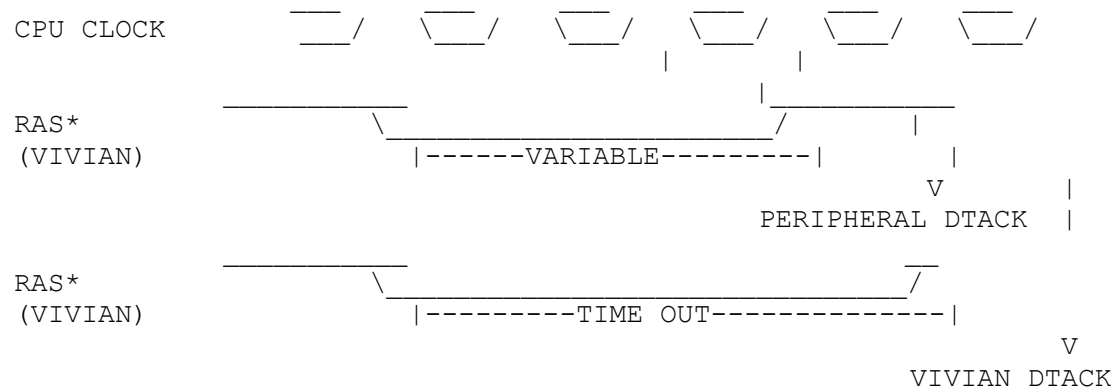 CPU CLOCK
RAS*
(VIVIAN) |------VARIABLE---------|
V
PERIPHERAL DTACK
RAS*
(VIVIAN) |---------TIME OUT--------------|
V
VIVIAN DTACK